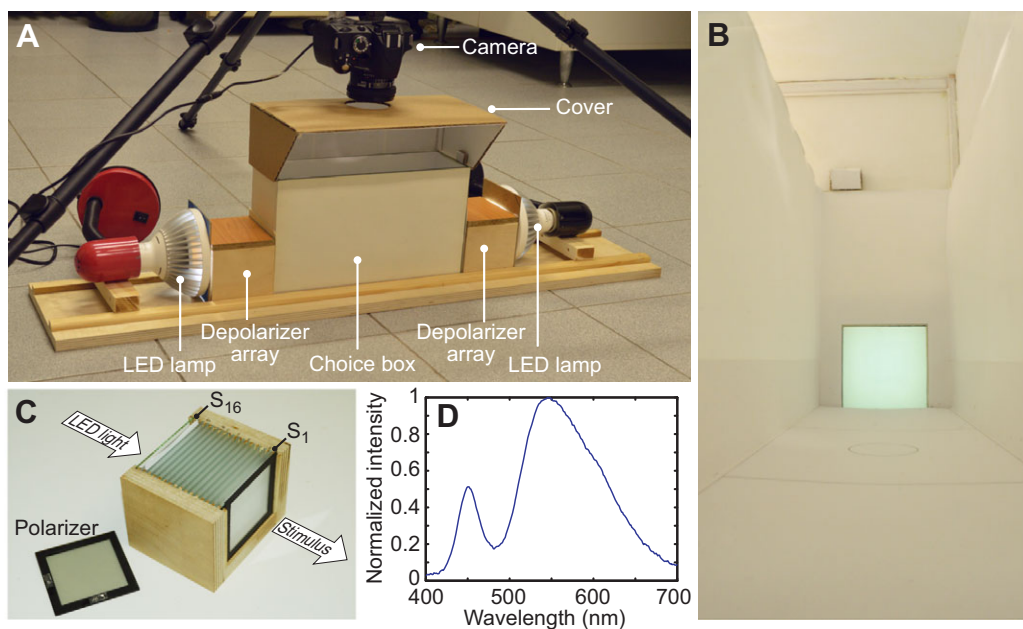 A
Camera
Cover
Depolarizer
array
LED lamp
Choice box
Depolarizer
array
LED lamp
B
C
S16
S1
LED light
Stimulus
Polarizer
D
Normalized intensity
1
0.8
0.6
0.4
0.2
0
400
500
600
700
Wavelength (nm)